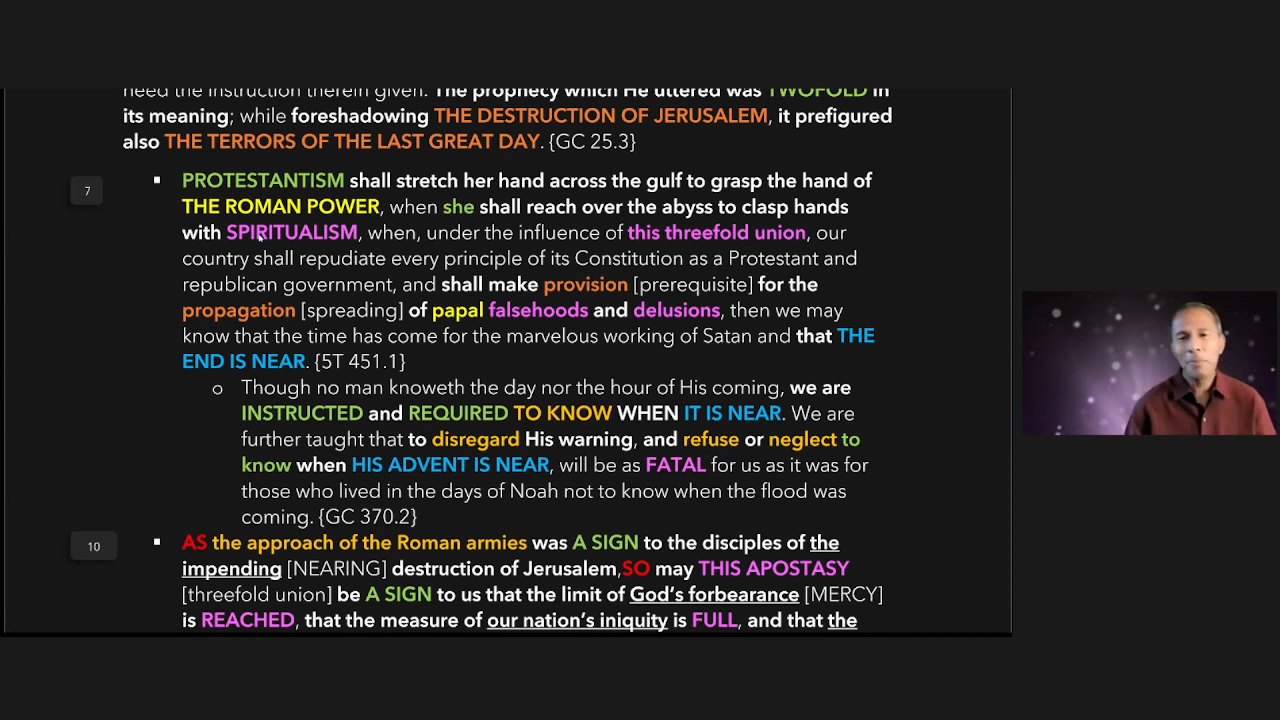 need the instruction therein given. The prophecy which He uttered was TWOFOLD in
its meaning; while foreshadowing THE DESTRUCTION OF JERUSALEM, it prefigured
also THE TERRORS OF THE LAST GREAT DAY. {GC 25.3}
7
▪ PROTESTANTISM shall stretch her hand across the gulf to grasp the hand of
THE ROMAN POWER, when she shall reach over the abyss to clasp hands
with SPIRITUALISM, when, under the influence of this threefold union, our
country shall repudiate every principle of its Constitution as a Protestant and
republican government, and shall make provision [prerequisite] for the
propagation [spreading] of papal falsehoods and delusions, then we may
know that the time has come for the marvelous working of Satan and that THE
END IS NEAR. {5T 451.1}
o Though no man knoweth the day nor the hour of His coming, we are
INSTRUCTED and REQUIRED TO KNOW WHEN IT IS NEAR. We are
further taught that to disregard His warning, and refuse or neglect to
know when HIS ADVENT IS NEAR, will be as FATAL for us as it was for
those who lived in the days of Noah not to know when the flood was
coming. {GC 370.2}
10
▪ AS the approach of the Roman armies was A SIGN to the disciples of the
impending [NEARING] destruction of Jerusalem,SO may THIS APOSTASY
[threefold union] be A SIGN to us that the limit of God's forbearance [MERCY]
is REACHED, that the measure of our nation's iniquity is FULL, and that the